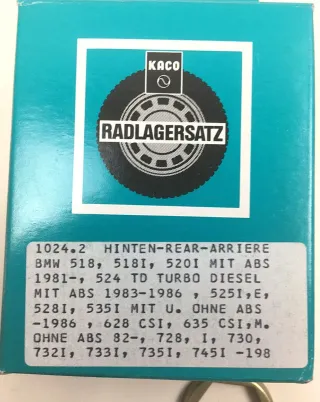 KACO
RADLAGERSATZ
1024.2 HINTEN-REAR-ARRIERE
BMW 518, 518I, 520I MIT ABS
1981-, 524 TD TURBO DIESEL
MIT ABS 1983-1986 , 525I,E,
528I, 535I MIT U. OHNE ABS
-1986 , 628 CSI, 635 CSI,M.
OHNE ABS 82-, 728, I, 730,
732I, 733I, 735I, 745I -198